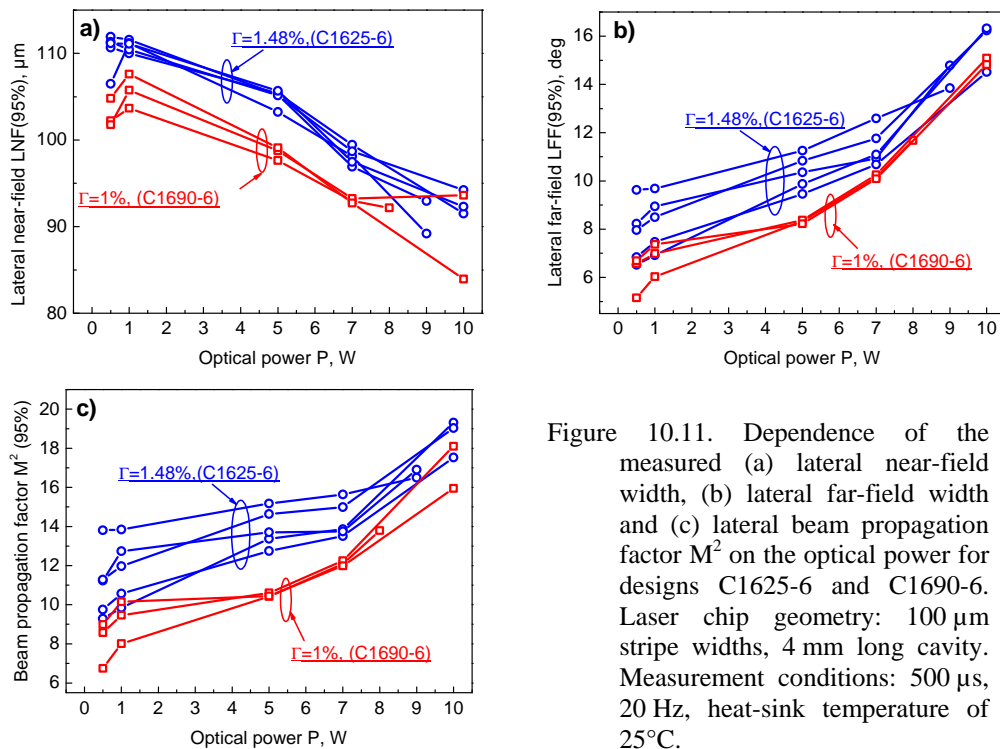 a)
Lateral near-field LNF(95%), µm
110
100
90
80
Γ=1.48%,(C1625-6)
Γ=1%, (C1690-6)
0 1 2 3 4 5 6 7 8 9 10
Optical power P, W
b)
Lateral far-field LFF(95%), deg
16
14
12
10
8
6
Γ=1.48%,(C1625-6)
Γ=1%, (C1690-6)
0 1 2 3 4 5 6 7 8 9 10
Optical power P, W
c)
Beam propagation factor M² (95%)
20
18
16
14
12
10
8
6
Γ=1.48%,(C1625-6)
Γ=1%, (C1690-6)
0 1 2 3 4 5 6 7 8 9 10
Optical power P, W
Figure 10.11. Dependence of the
measured (a) lateral near-field
width, (b) lateral far-field width
and (c) lateral beam propagation
factor M² on the optical power for
designs C1625-6 and C1690-6.
Laser chip geometry: 100 µm
stripe widths, 4 mm long cavity.
Measurement conditions: 500 µs,
20 Hz, heat-sink temperature of
25°C.